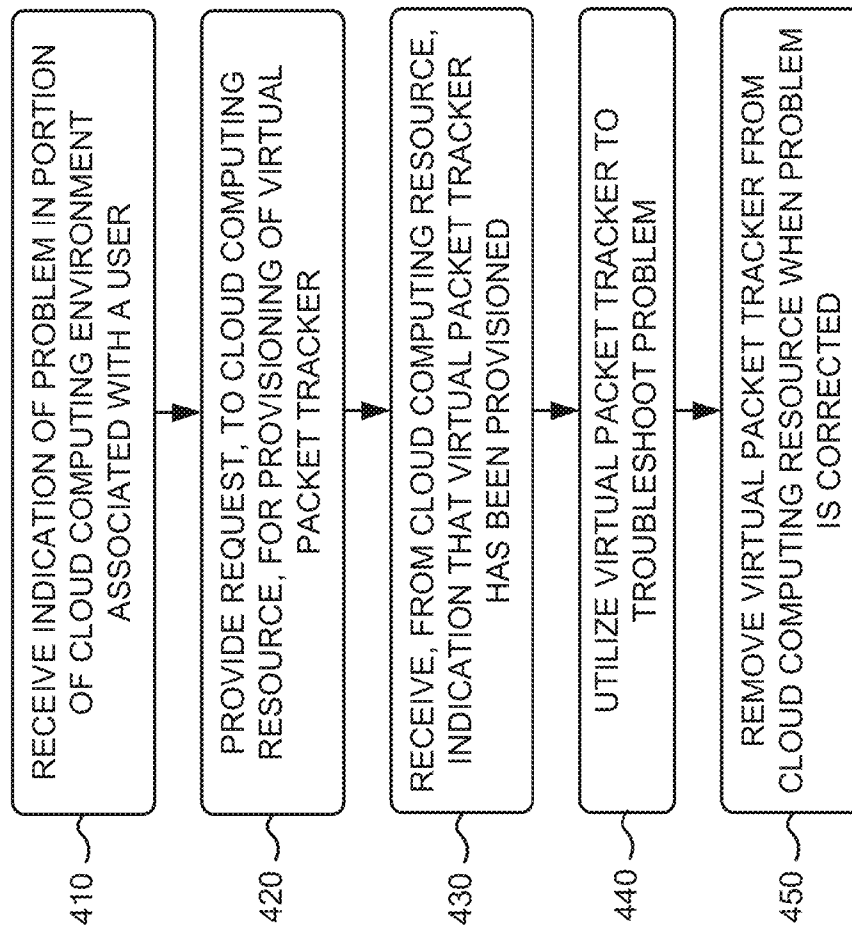 410
RECEIVE INDICATION OF PROBLEM IN PORTION
OF CLOUD COMPUTING ENVIRONMENT
ASSOCIATED WITH A USER
420
PROVIDE REQUEST, TO CLOUD COMPUTING
RESOURCE, FOR PROVISIONING OF VIRTUAL
PACKET TRACKER
430
RECEIVE, FROM CLOUD COMPUTING RESOURCE,
INDICATION THAT VIRTUAL PACKET TRACKER
HAS BEEN PROVISIONED
440
UTILIZE VIRTUAL PACKET TRACKER TO
TROUBLESHOOT PROBLEM
450
REMOVE VIRTUAL PACKET TRACKER FROM
CLOUD COMPUTING RESOURCE WHEN PROBLEM
IS CORRECTED